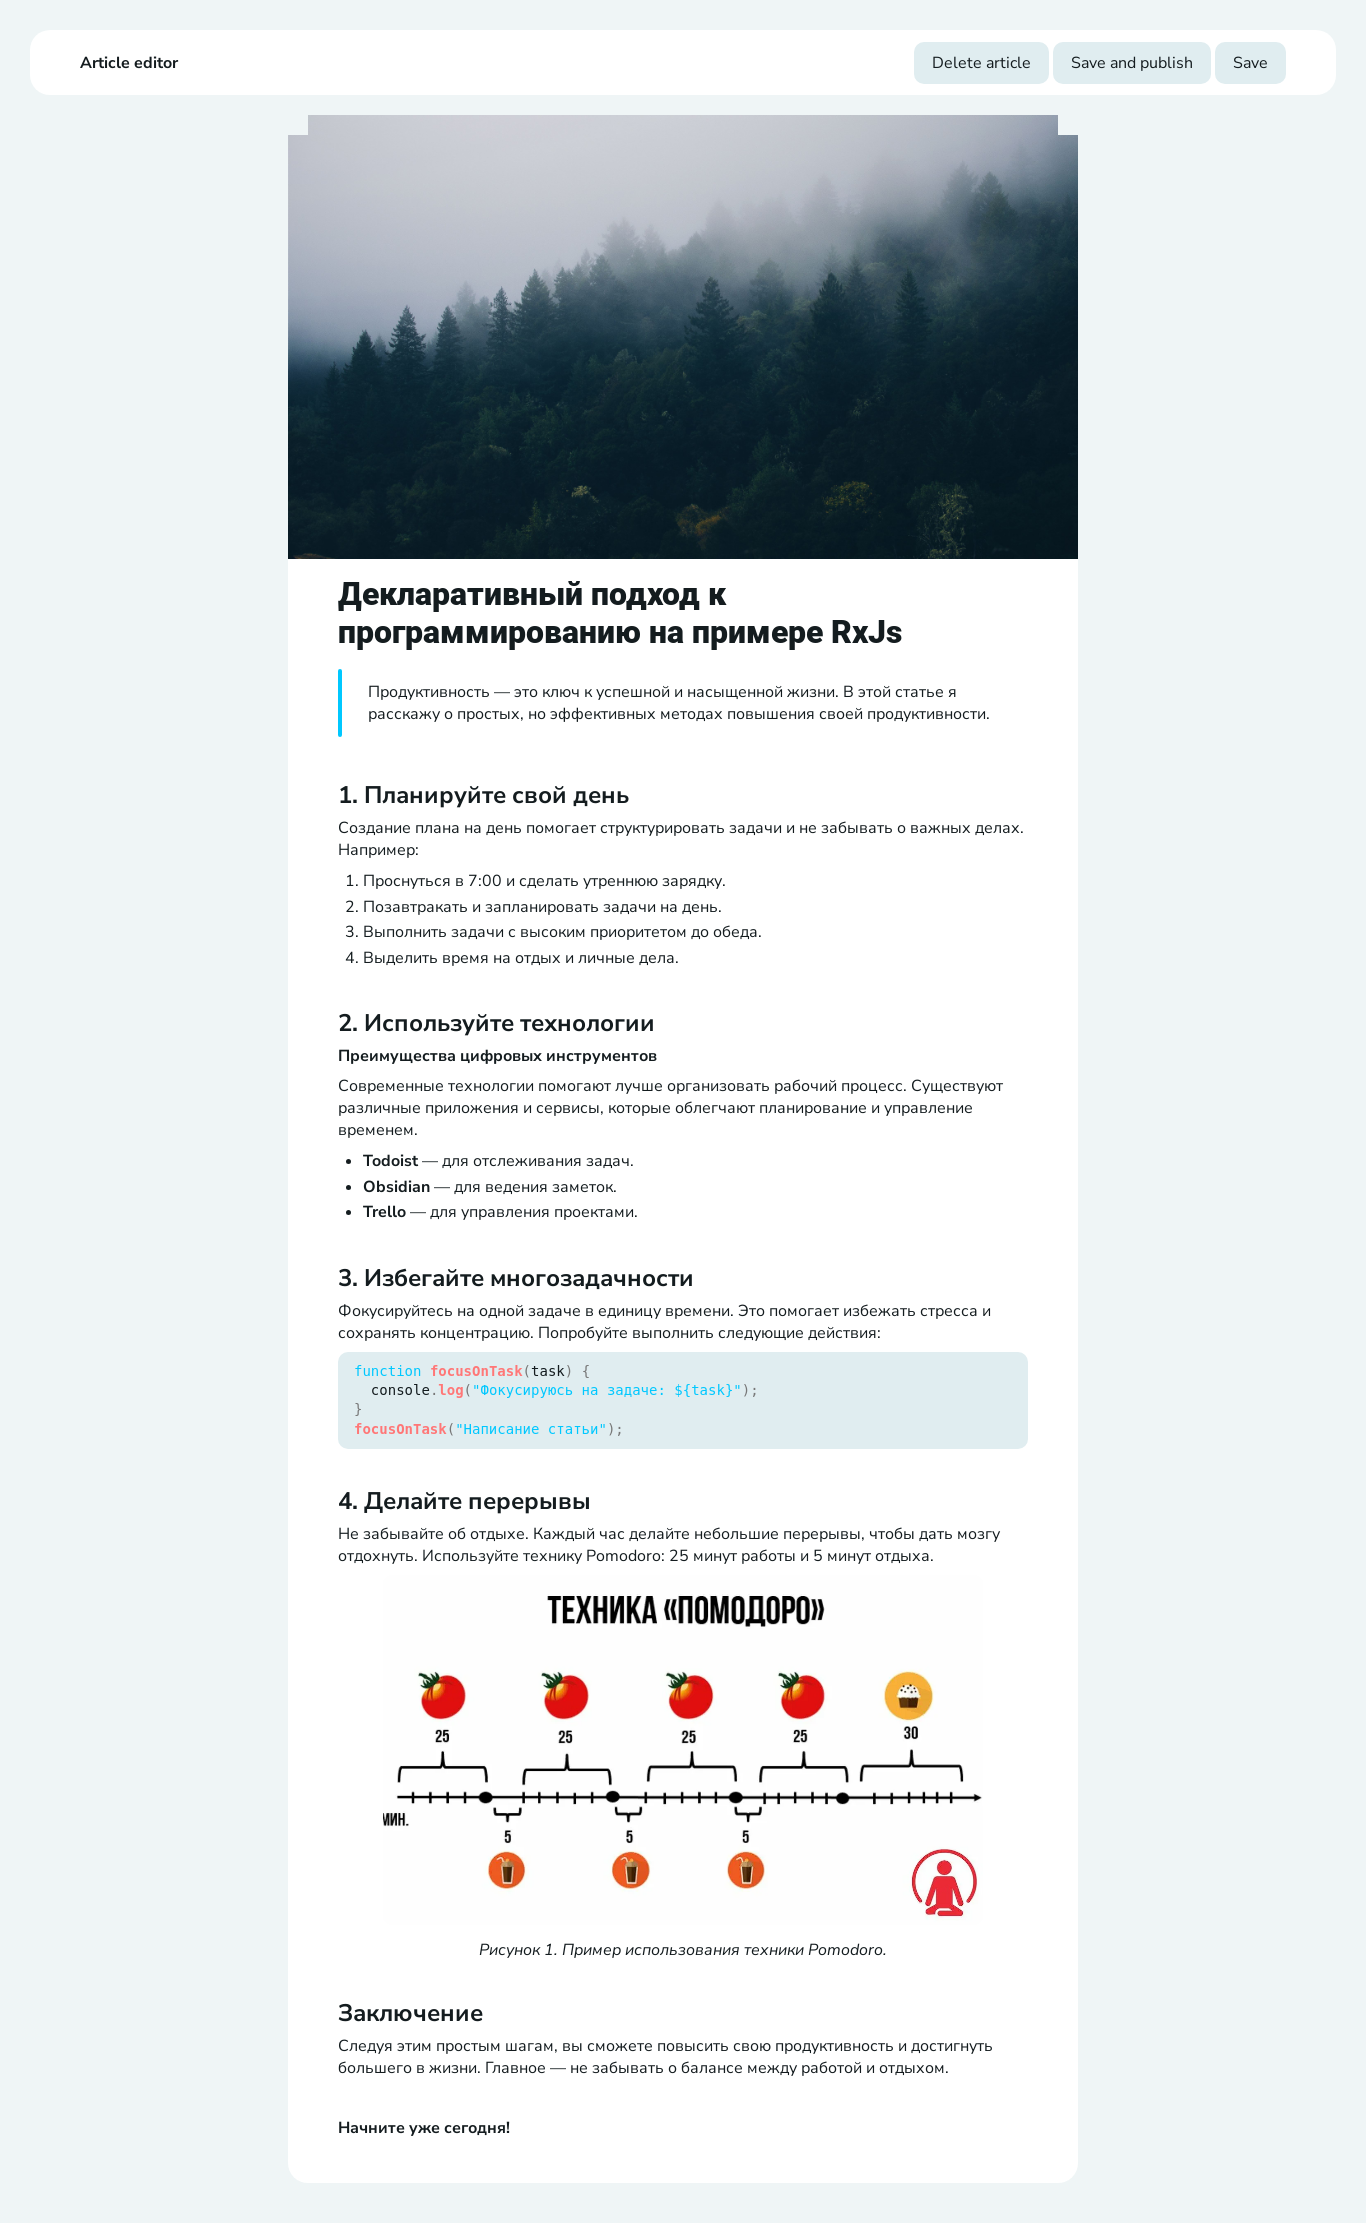 Article editor
Delete article
Save and publish
Save
Декларативный подход к
программированию на примере RxJs
Продуктивность — это ключ к успешной и насыщенной жизни. В этой статье я
расскажу о простых, но эффективных методах повышения своей продуктивности.
1. Планируйте свой день
Создание плана на день помогает структурировать задачи и не забывать о важных делах.
Например:
1. Проснуться в 7:00 и сделать утреннюю зарядку.
2. Позавтракать и запланировать задачи на день.
3. Выполнить задачи с высоким приоритетом до обеда.
4. Выделить время на отдых и личные дела.
2. Используйте технологии
Преимущества цифровых инструментов
Современные технологии помогают лучше организовать рабочий процесс. Существуют
различные приложения и сервисы, которые облегчают планирование и управление
временем.
• Todoist — для отслеживания задач.
• Obsidian — для ведения заметок.
• Trello — для управления проектами.
3. Избегайте многозадачности
Фокусируйтесь на одной задаче в единицу времени. Это помогает избежать стресса и
сохранять концентрацию. Попробуйте выполнить следующие действия:
function focusOnTask(task) {
  console.log("Фокусируюсь на задаче: ${task}");
}
focusOnTask("Написание статьи");
4. Делайте перерывы
Не забывайте об отдыхе. Каждый час делайте небольшие перерывы, чтобы дать мозгу
отдохнуть. Используйте технику Pomodoro: 25 минут работы и 5 минут отдыха.
ТЕХНИКА «ПОМОДОРО»
25 25 25 25 30
МИН.
5 5 5
Рисунок 1. Пример использования техники Pomodoro.
Заключение
Следуя этим простым шагам, вы сможете повысить свою продуктивность и достигнуть
большего в жизни. Главное — не забывать о балансе между работой и отдыхом.
Начните уже сегодня!